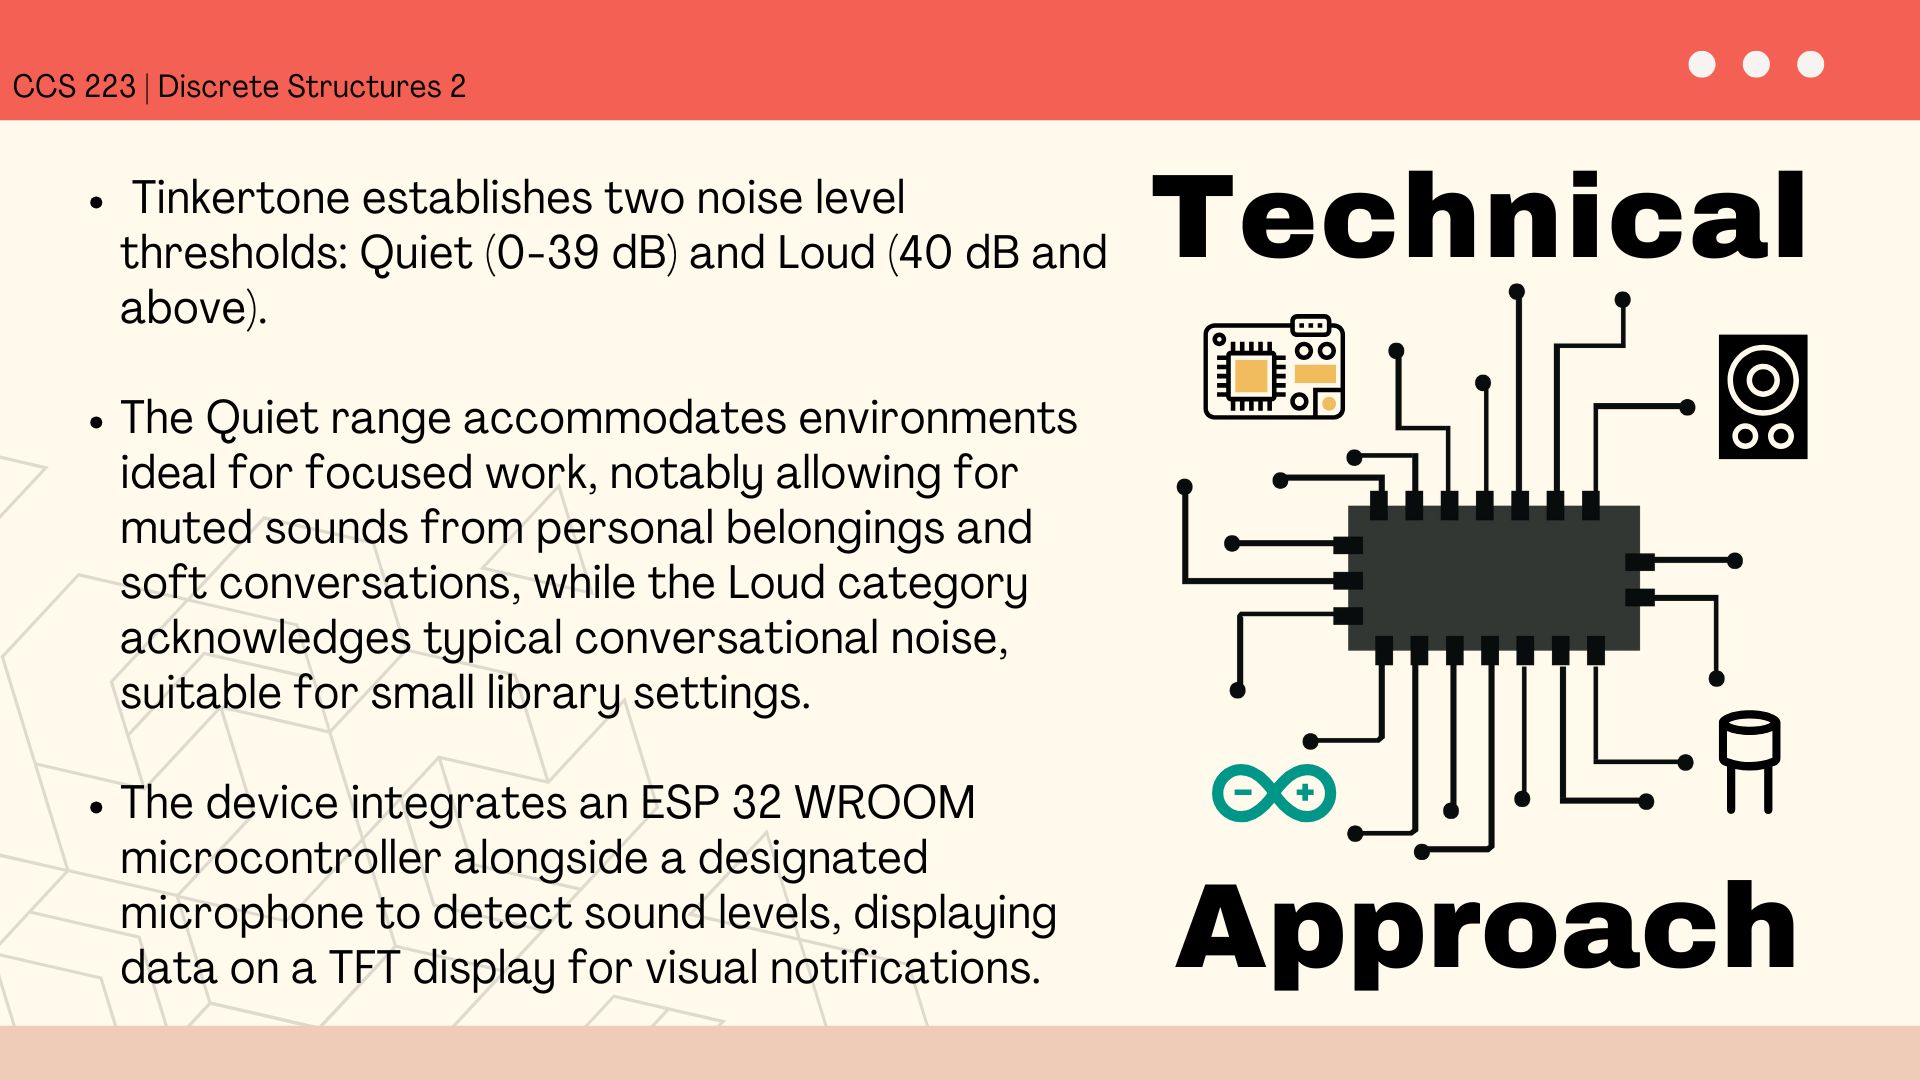 CCS 223 | Discrete Structures 2
• Tinkertone establishes two noise level
thresholds: Quiet (0-39 dB) and Loud (40 dB and
above).
• The Quiet range accommodates environments
ideal for focused work, notably allowing for
muted sounds from personal belongings and
soft conversations, while the Loud category
acknowledges typical conversational noise,
suitable for small library settings.
• The device integrates an ESP 32 WROOM
microcontroller alongside a designated
microphone to detect sound levels, displaying
data on a TFT display for visual notifications.
Technical
Approach